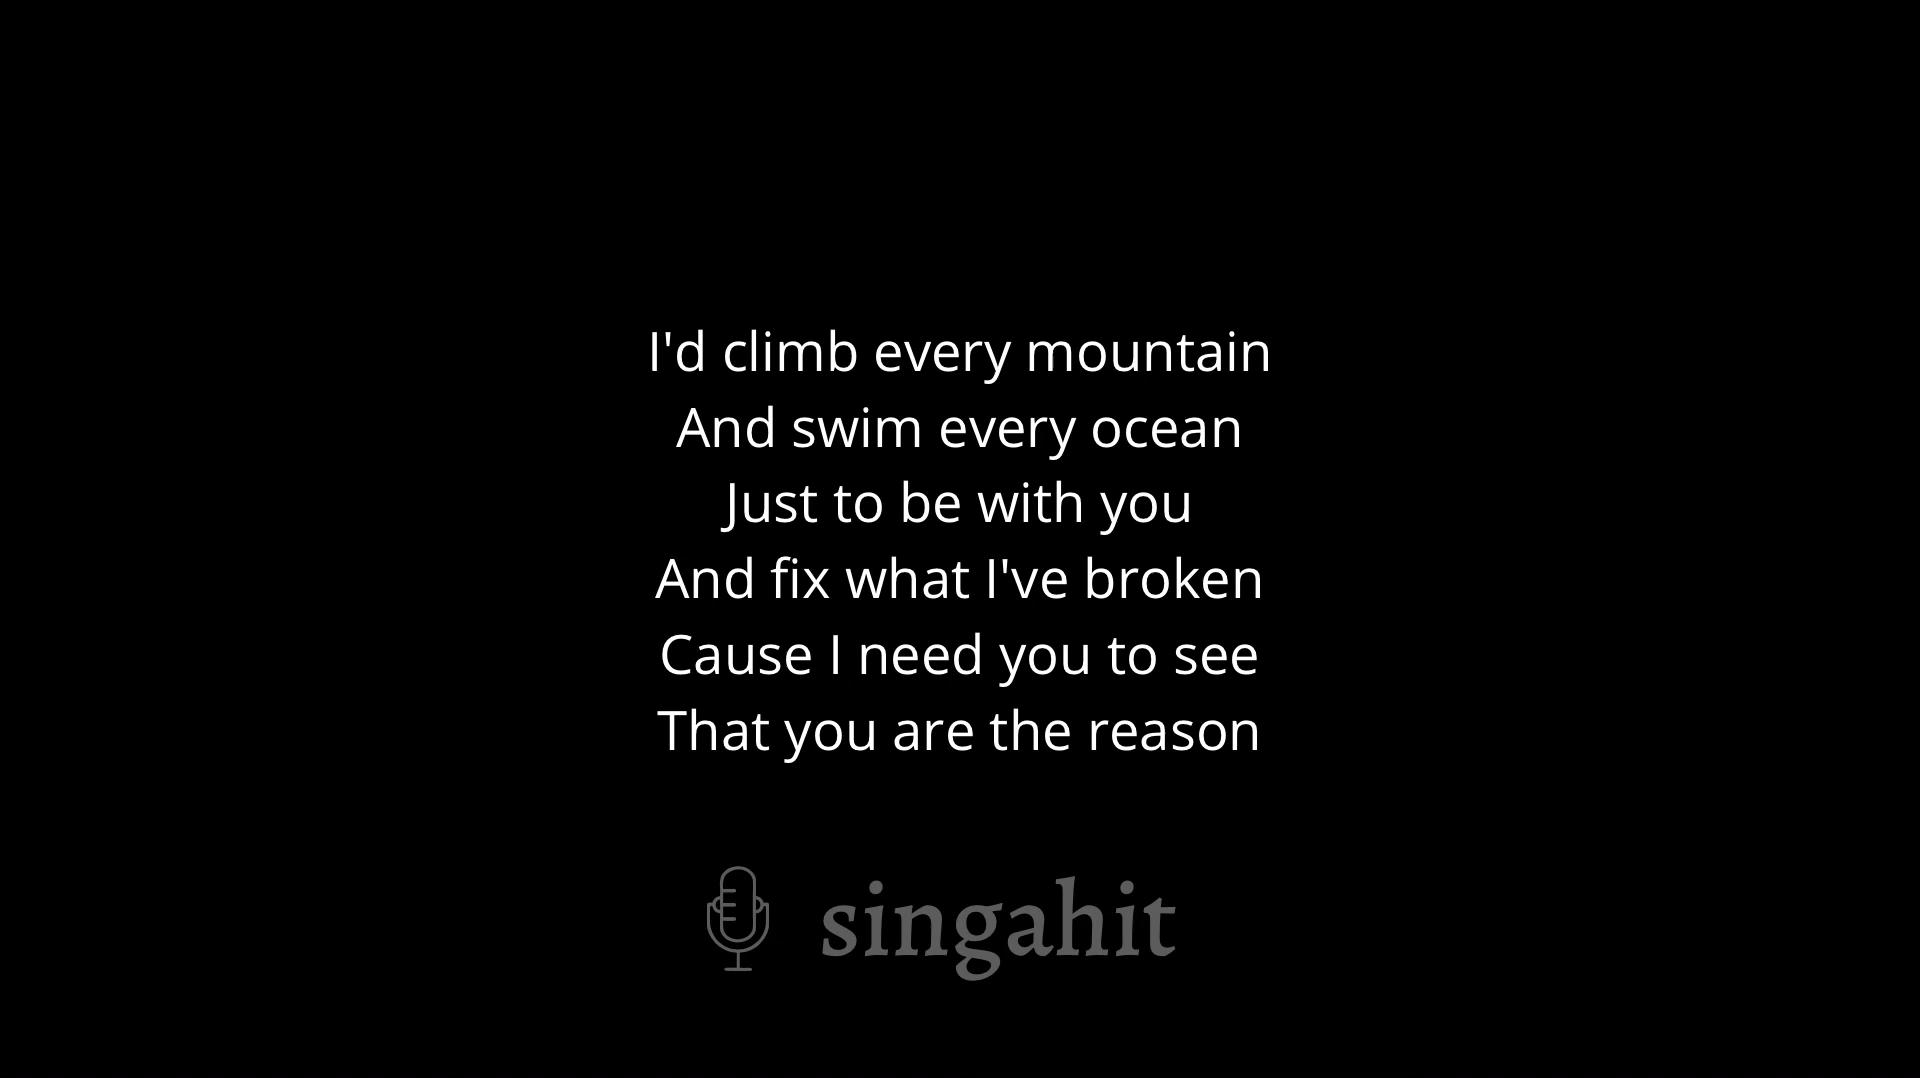 I'd climb every mountain
And swim every ocean
Just to be with you
And fix what I've broken
Cause I need you to see
That you are the reason
singahit